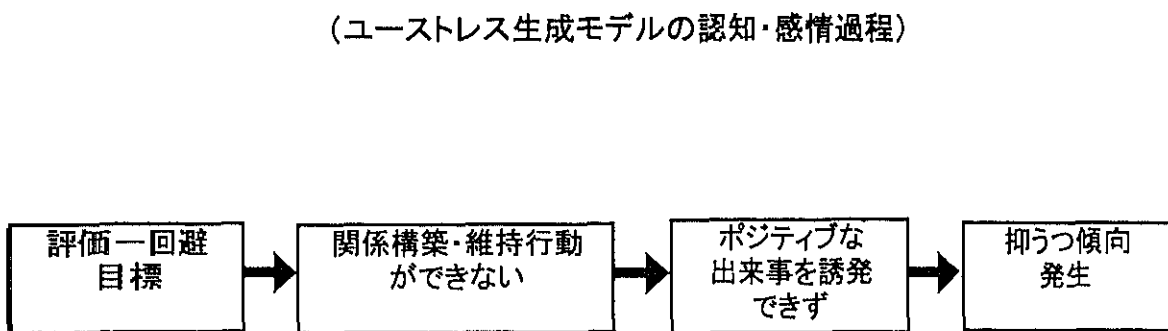 (ユーストレス生成モデルの認知・感情過程)
評価ー回避
目標
関係構築・維持行動
ができない
ポジティブな
出来事を誘発
できず
抑うつ傾向
発生